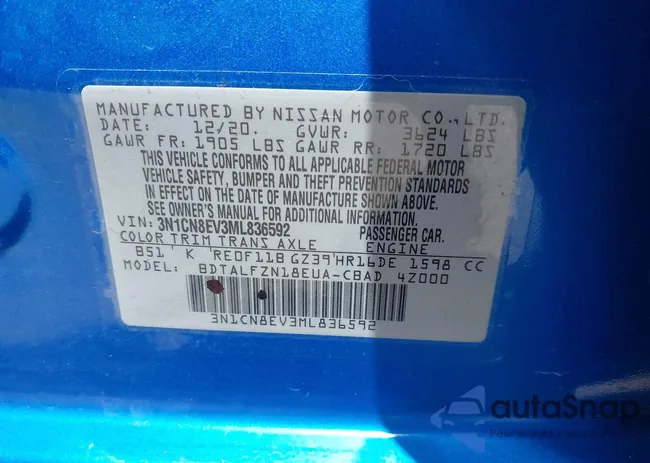 MANUFACTURED BY NISSAN MOTOR CO., LTD.
DATE: 12/20. GVWR: 3624 LBS
GAWR FR: 1905 LBS GAWR RR: 1720 LBS
THIS VEHICLE CONFORMS TO ALL APPLICABLE FEDERAL MOTOR
VEHICLE SAFETY, BUMPER AND THEFT PREVENTION STANDARDS
IN EFFECT ON THE DATE OF MANUFACTURE SHOWN ABOVE.
SEE OWNER'S MANUAL FOR ADDITIONAL INFORMATION.
VIN: 3N1CN8EV3ML836592 PASSENGER CAR.
COLOR TRIM TRANS AXLE ENGINE
B51' K RE0F11B GZ39'HR16DE 1598 CC
MODEL: BDTALFZN18EUA-CBAD 4Z000
3N1CN8EV3ML836592
autaSnap